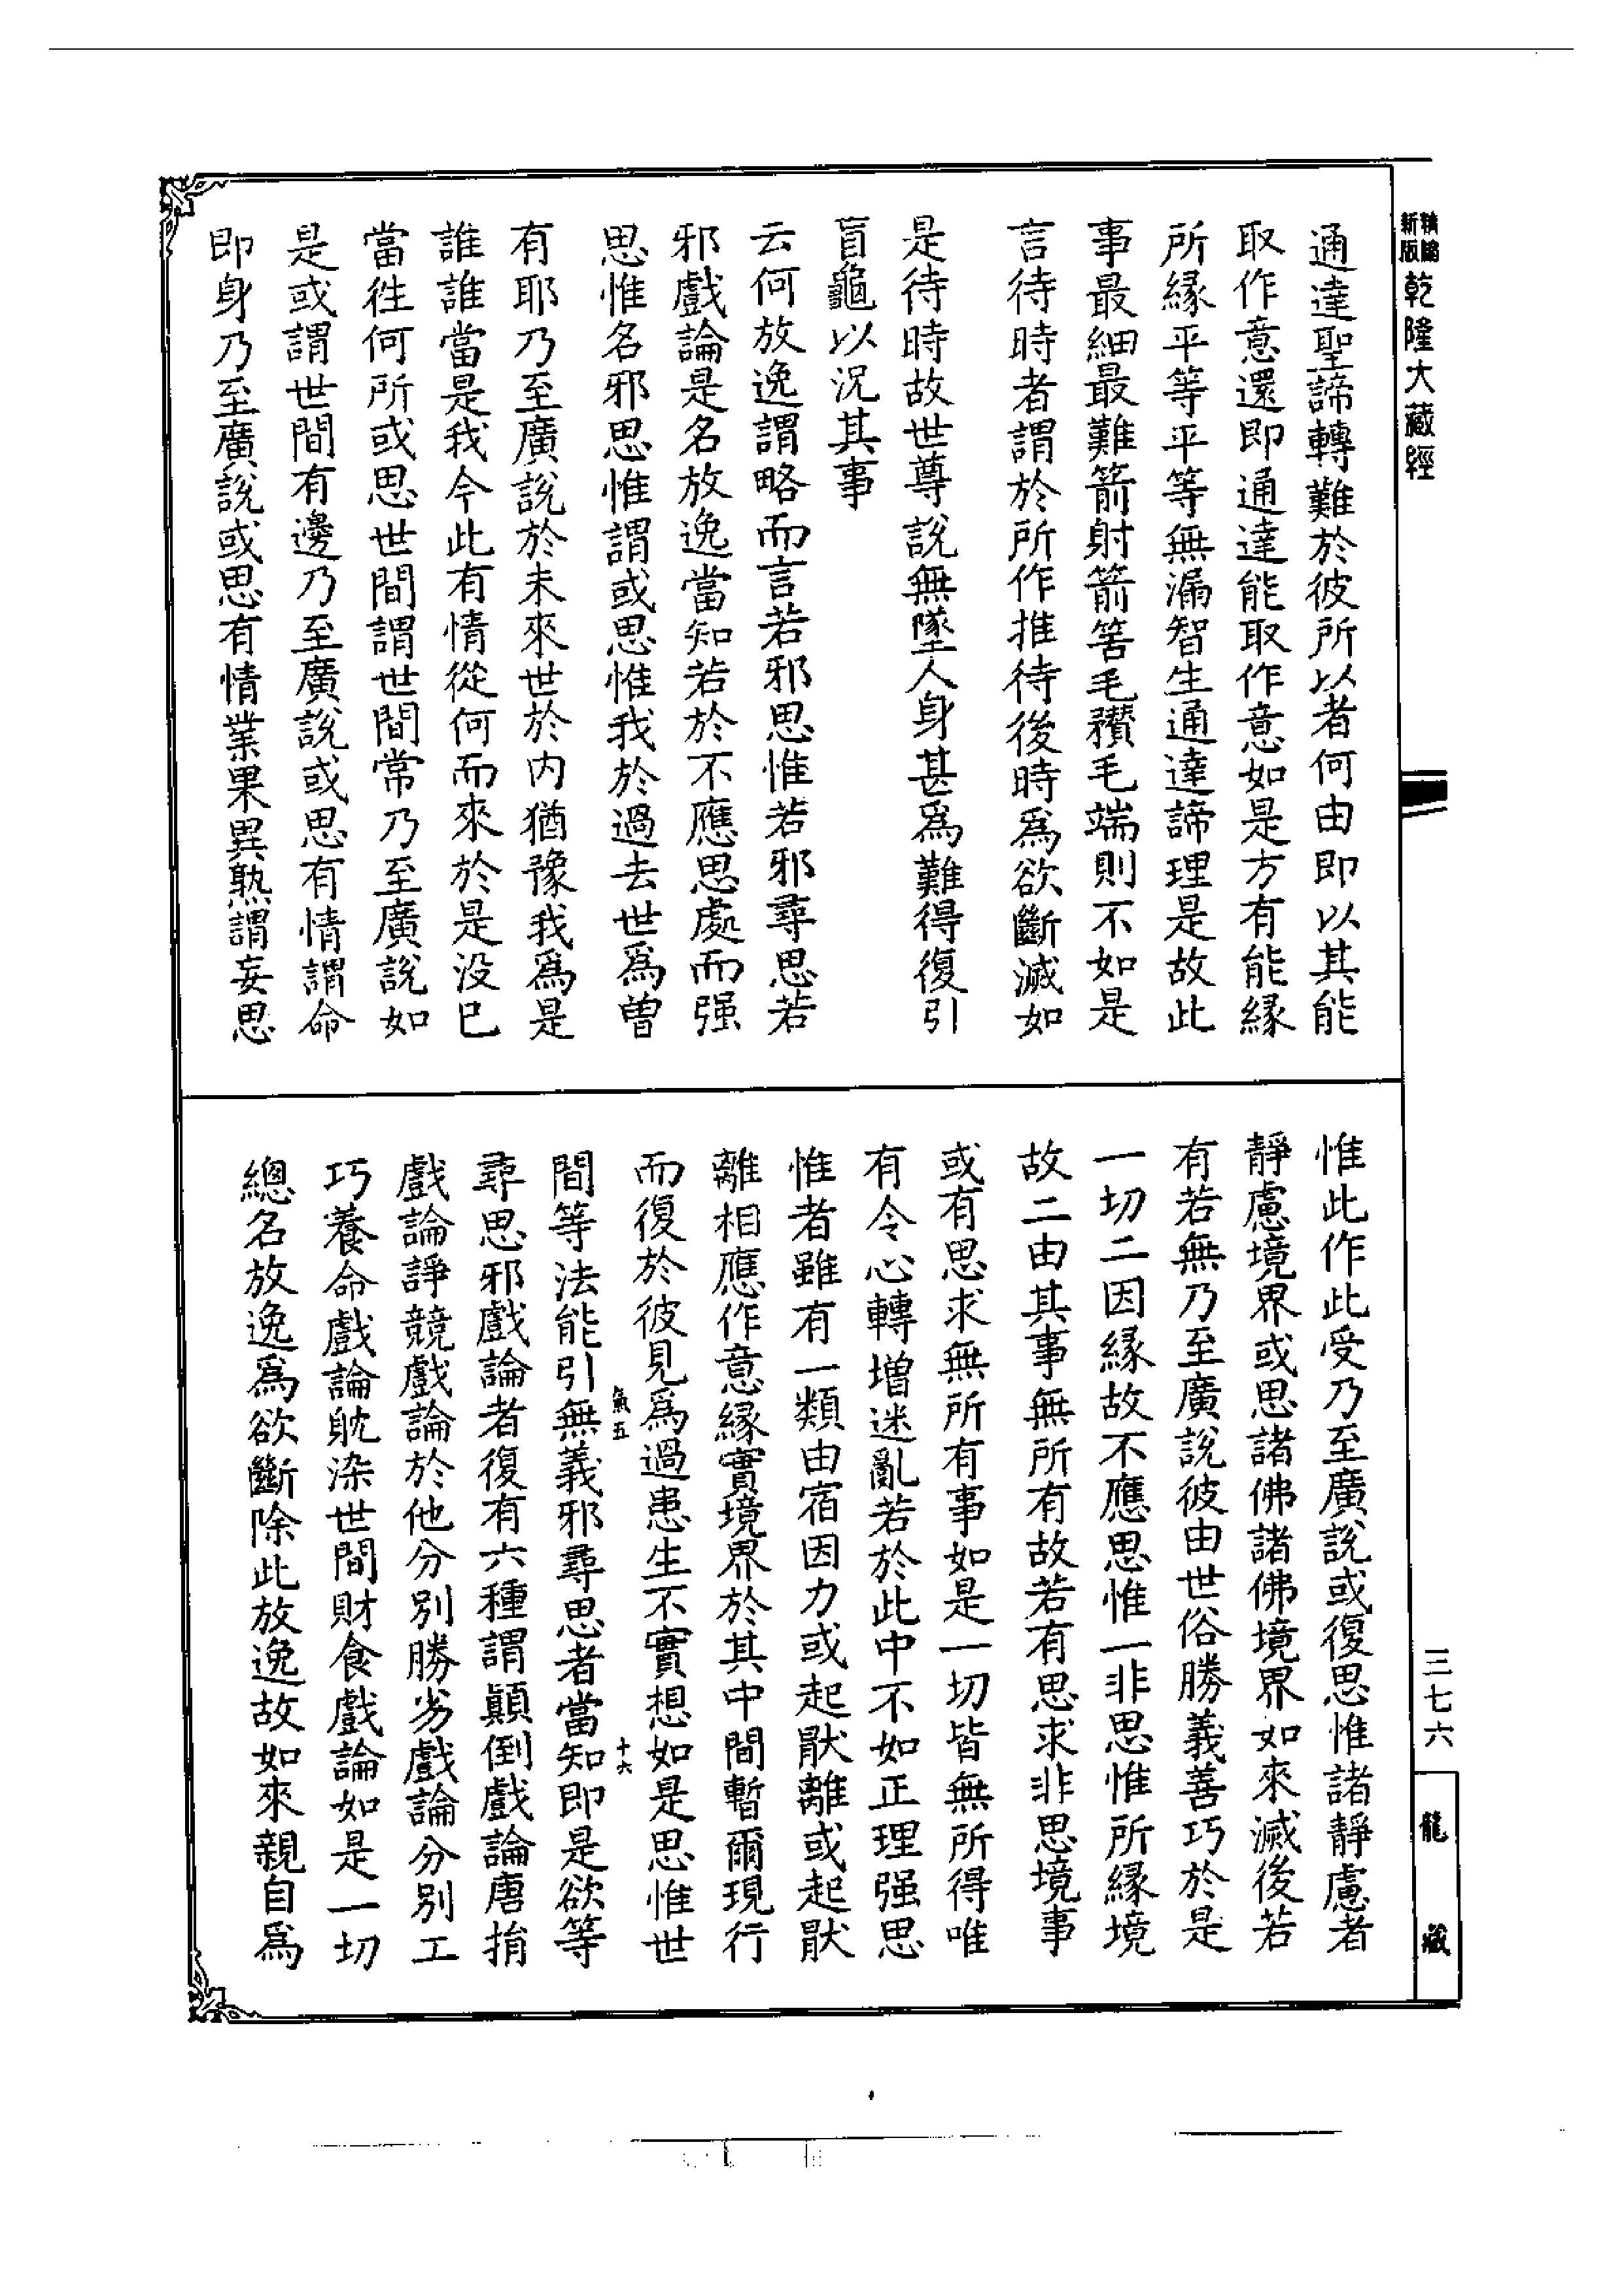 新版
乾隆大藏經
通達聖諦轉難於彼所以者何由即以其能
取作意還即通達能取作意如是方有能緣
所緣平等平等無漏智生通達諦理是故此
事最細最難箭射箭筈毛積毛端則不如是
言待時者謂於所作推待後時爲欲斷滅如
是待時故世尊說無墜人身甚爲難得復引
盲龜以況其事
云何放逸謂略而言若邪思惟若邪尋思若
邪戲論是名放逸當知若於不應思處而强
思惟名邪思惟謂或思惟我於過去世爲曾
有耶乃至廣說於未來世於内猶豫我爲是
誰誰當是我今此有情從何而來於是没已
當徃何所或思世間謂世間常乃至廣說如
是或謂世間有邊乃至廣說或思有情謂命
即身乃至廣說或思有情業果異熟謂妄思
惟此作此受乃至廣說或復思惟諸靜慮者
靜慮境界或思諸佛諸佛境界如來滅後若
有若無乃至廣說彼由世俗勝義善巧於是
一切二因緣故不應思惟一非思惟所緣境
故二由其事無所有故若有思求非思境事
或有思求無所有事如是一切皆無所得唯
有令心轉增迷亂若於此中不如正理强思
惟者雖有一類由宿因力或起猒離或起猒
離相應作意緣實境界於其中間暫爾現行
而復於彼見爲過患生不實想如是思惟世
間等法能引無義邪尋思者當知即是欲等
尋思邪戲論者復有六種謂顛倒戲論唐捐
戲論諍競戲論於他分別勝劣戲論分別工
巧養命戲論躭染世間財食戲論如是一切
總名放逸爲欲斷除此放逸故如來親自爲
氣五
十六
三七六
龍藏